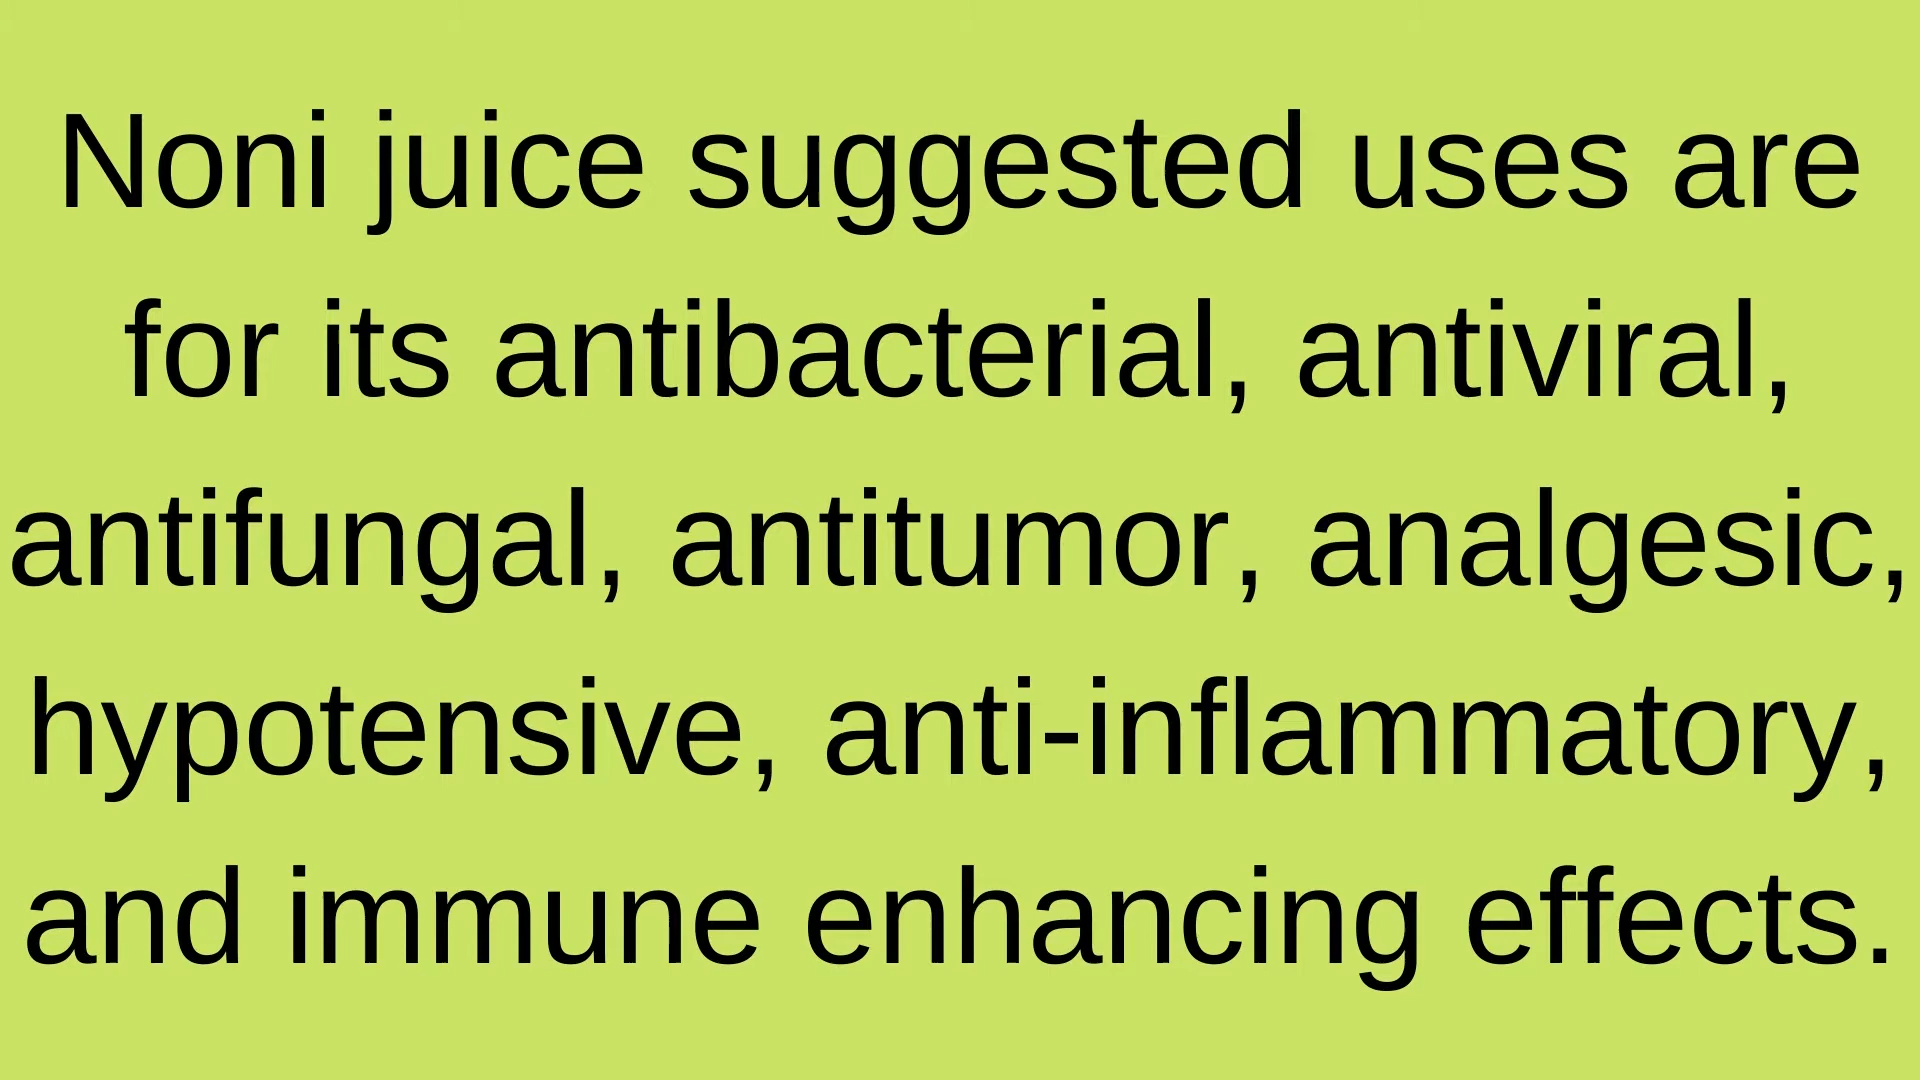 Noni juice suggested uses are
for its antibacterial, antiviral,
antifungal, antitumor, analgesic,
hypotensive, anti-inflammatory,
and immune enhancing effects.